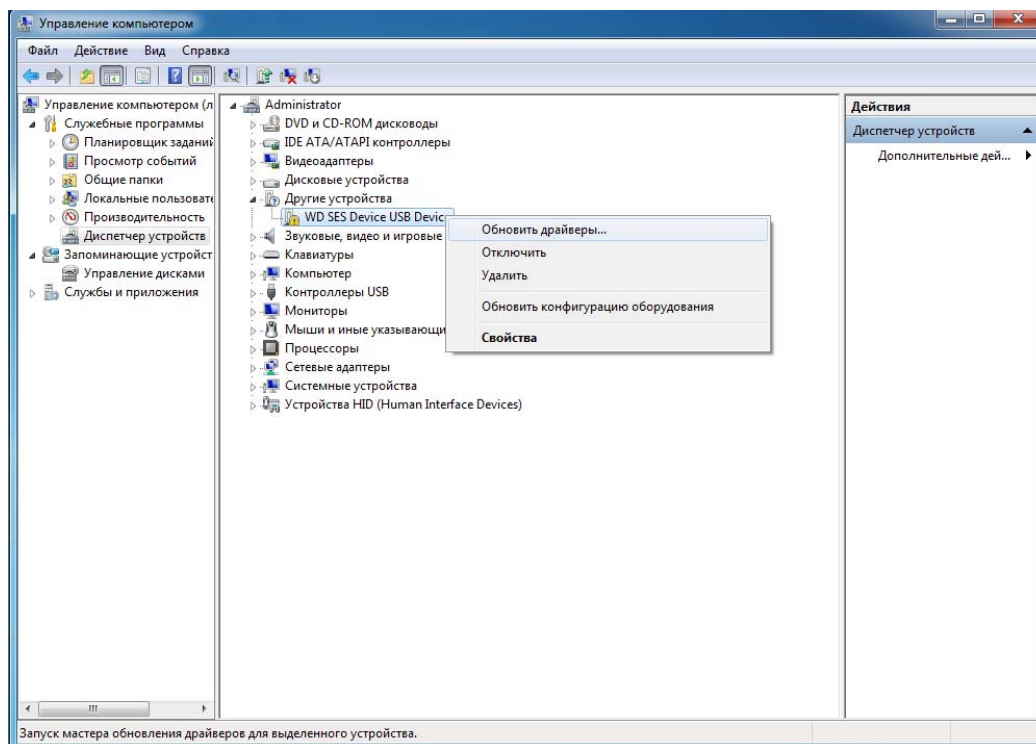 Управление компьютером
Файл Действие Вид Справка
Управление компьютером (л
Служебные программы
Планировщик заданий
Просмотр событий
Общие папки
Локальные пользовате
Производительность
Диспетчер устройств
Запоминающие устройст
Управление дисками
Службы и приложения
Administrator
DVD и CD-ROM дисководы
IDE ATA/ATAPI контроллеры
Видеоадаптеры
Дисковые устройства
Другие устройства
WD SES Device USB Devic
Звуковые, видео и игровые
Клавиатуры
Компьютер
Контроллеры USB
Мониторы
Мыши и иные указывающи
Процессоры
Сетевые адаптеры
Системные устройства
Устройства HID (Human Interface Devices)
Обновить драйверы...
Отключить
Удалить
Обновить конфигурацию оборудования
Свойства
Действия
Диспетчер устройств
Дополнительные дей...
Запуск мастера обновления драйверов для выделенного устройства.